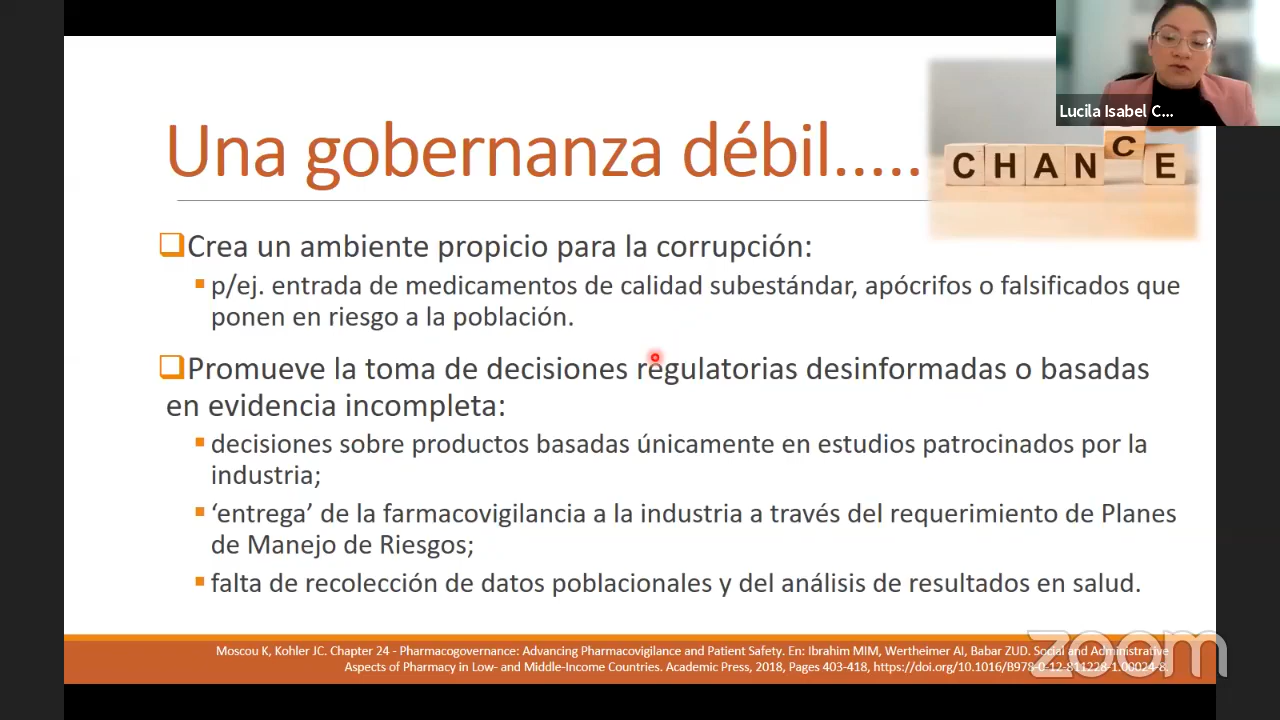 Lucila Isabel C...
Una gobernanza débil.....
CHANCE
Crea un ambiente propicio para la corrupción:
p/ej. entrada de medicamentos de calidad subestándar, apócrifos o falsificados que
ponen en riesgo a la población.
Promueve la toma de decisiones regulatorias desinformadas o basadas
en evidencia incompleta:
decisiones sobre productos basadas únicamente en estudios patrocinados por la
industria;
‘entrega’ de la farmacovigilancia a la industria a través del requerimiento de Planes
de Manejo de Riesgos;
falta de recolección de datos poblacionales y del análisis de resultados en salud.
Moscou K, Kohler JC. Chapter 24 - Pharmacogovernance: Advancing Pharmacovigilance and Patient Safety. En: Ibrahim MIM, Wertheimer AI, Babar ZUD. Social and Administrative
Aspects of Pharmacy in Low- and Middle-Income Countries. Academic Press, 2018, Pages 403-418, https://doi.org/10.1016/B978-0-12-811228-1.00024-8.
zoom